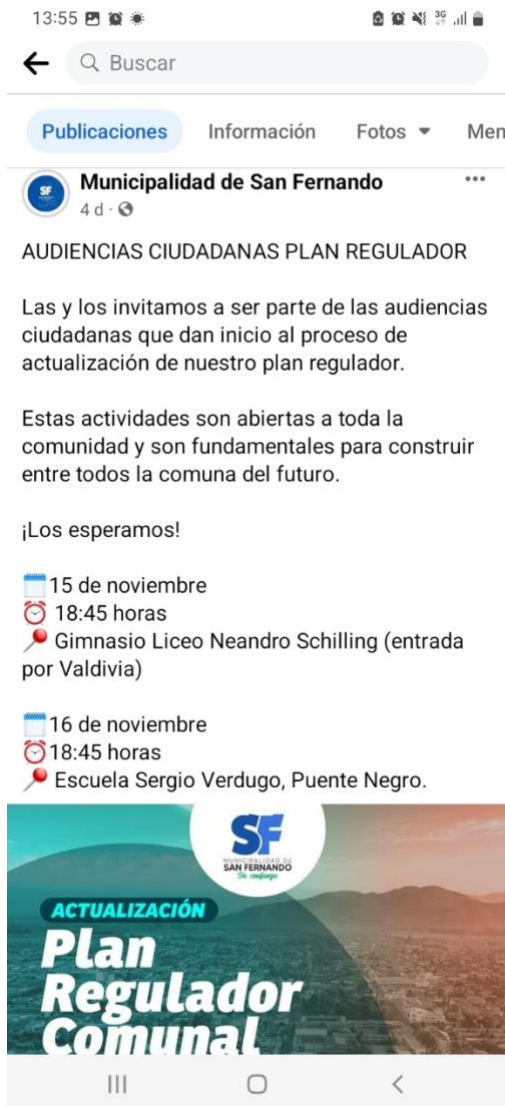 13:55
3G
Buscar
Publicaciones Información Fotos Men
Municipalidad de San Fernando
4 d
AUDIENCIAS CIUDADANAS PLAN REGULADOR
Las y los invitamos a ser parte de las audiencias
ciudadanas que dan inicio al proceso de
actualización de nuestro plan regulador.
Estas actividades son abiertas a toda la
comunidad y son fundamentales para construir
entre todos la comuna del futuro.
¡Los esperamos!
15 de noviembre
18:45 horas
Gimnasio Liceo Neandro Schilling (entrada
por Valdivia)
16 de noviembre
18:45 horas
Escuela Sergio Verdugo, Puente Negro.
SF
MUNICIPALIDAD DE
SAN FERNANDO
ACTUALIZACIÓN
Plan
Regulador
Comunal